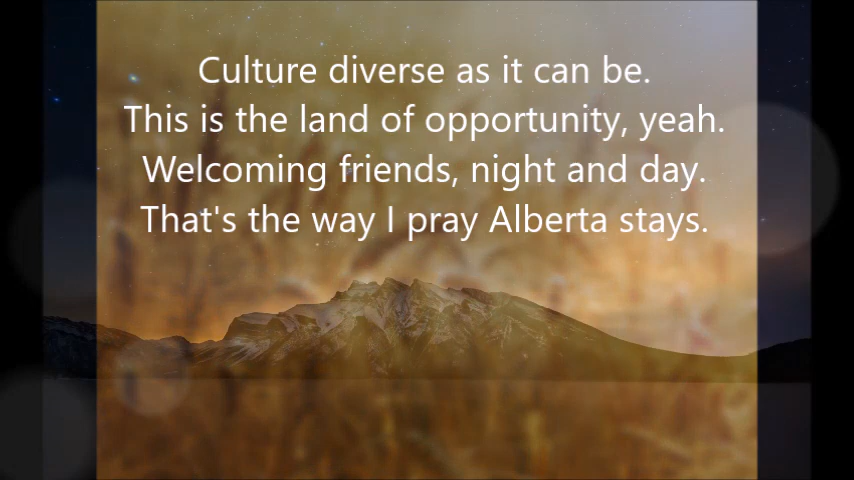 Culture diverse as it can be.
This is the land of opportunity, yeah.
Welcoming friends, night and day.
That's the way I pray Alberta stays.